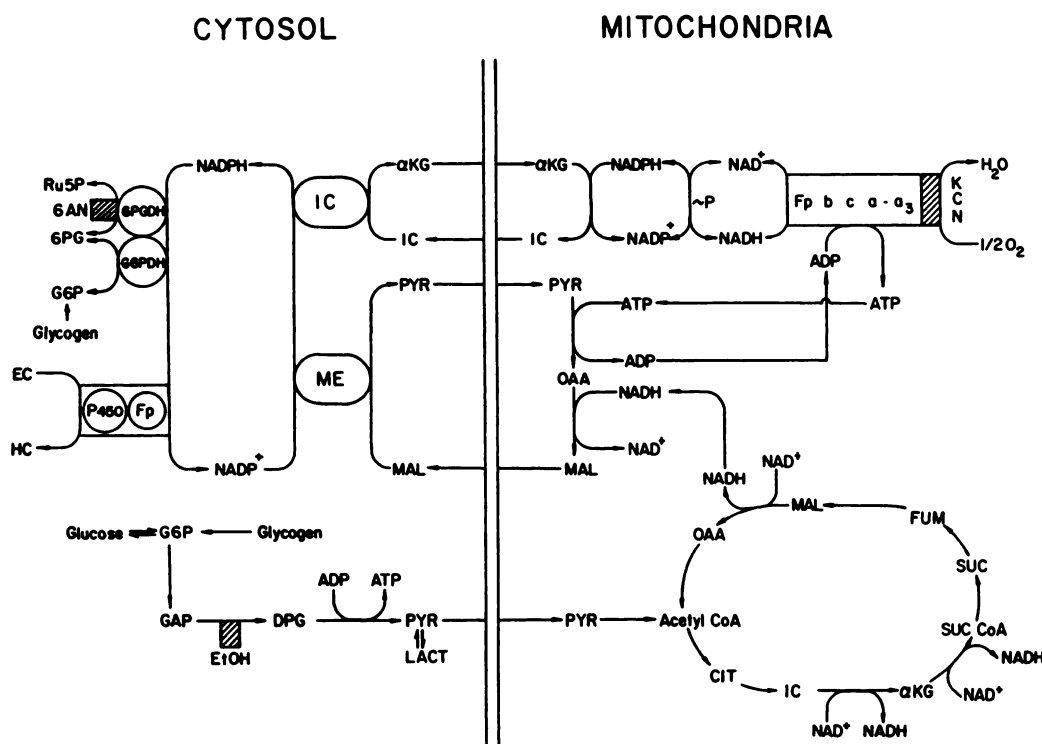 CYTOSOL MITOCHONDRIA
NADPH αKG αKG NADPH NAD+ H2O
Ru5P
6AN 6PGDH IC ~P Fp b c a - a3 KCN
6PG IC IC NADP+ NADH 1/2O2
G6PDH ADP
G6P PYR PYR
ATP ATP
Glycogen
ADP
EC ME OAA
NADH
P450 Fp
HC NAD+
NADP+ MAL MAL NADH NAD+
MAL
FUM
Glucose G6P Glycogen OAA
SUC
ADP ATP
GAP DPG PYR PYR Acetyl CoA SUC CoA
EtOH LACT NADH
CIT IC αKG NAD+
NAD+ NADH